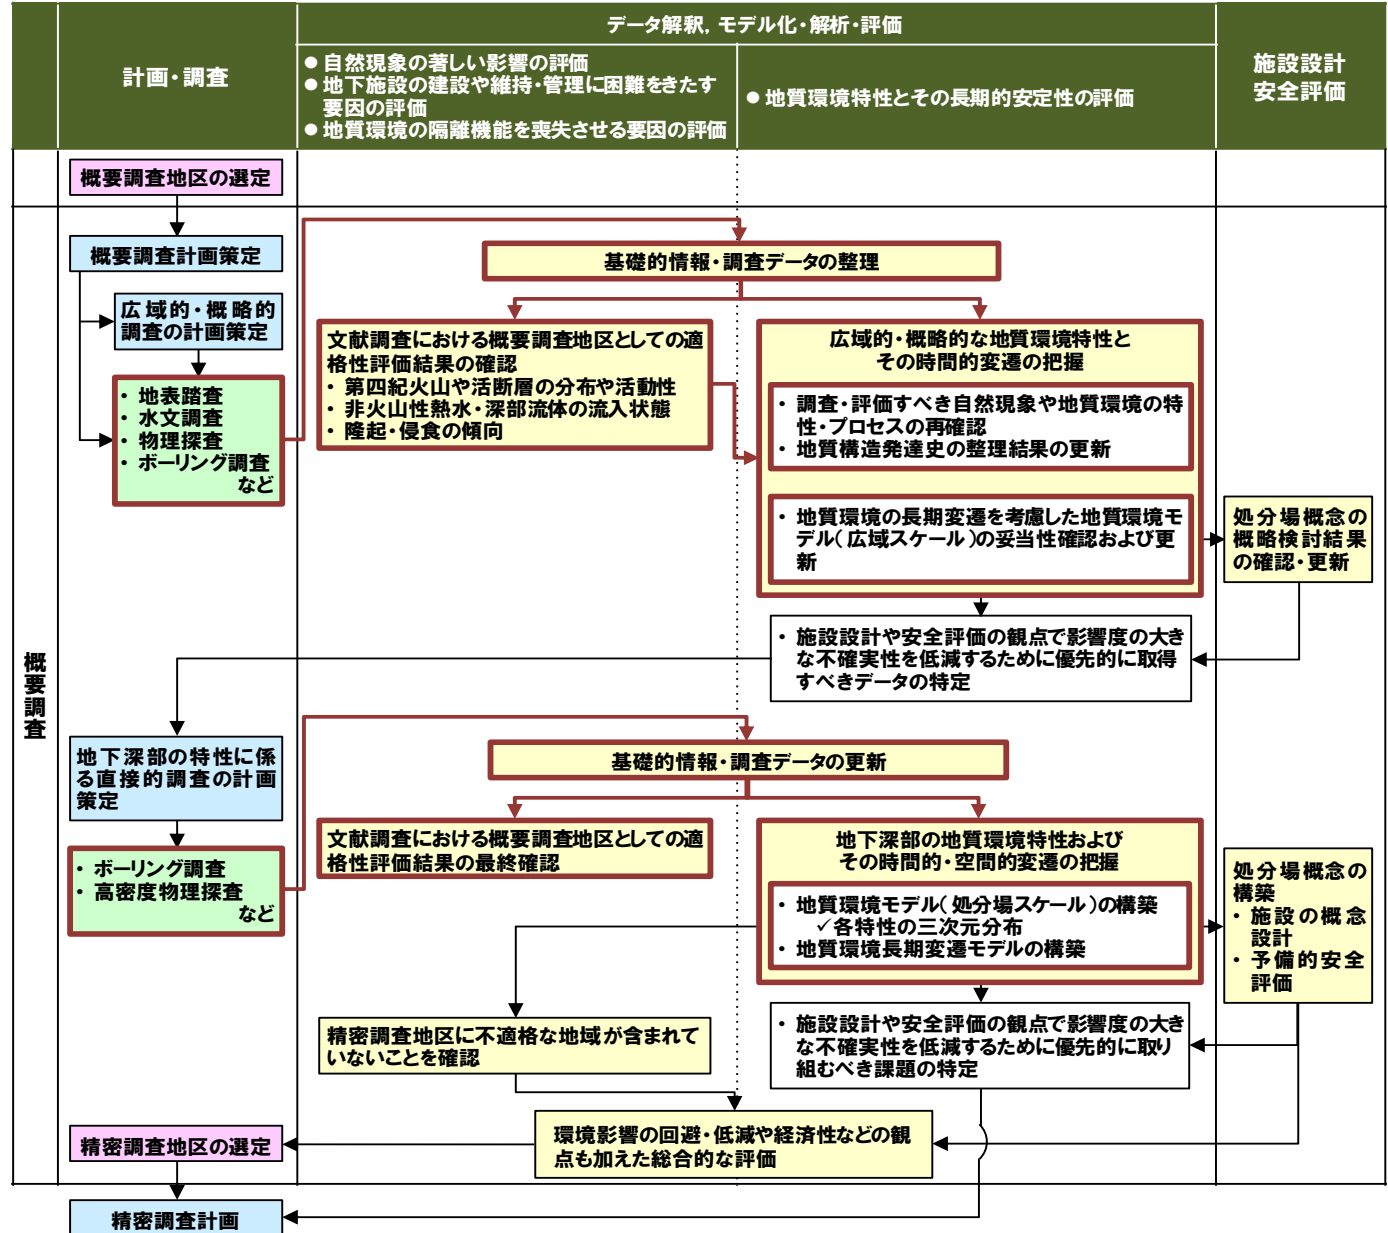 データ解釈，モデル化・解析・評価
計画・調査
● 自然現象の著しい影響の評価
● 地下施設の建設や維持・管理に困難をきたす
要因の評価
● 地質環境の隔離機能を喪失させる要因の評価
● 地質環境特性とその長期的安定性の評価
施設設計
安全評価
概要調査
概要調査地区の選定
概要調査計画策定
広域的・概略的
調査の計画策定
・ 地表踏査
・ 水文調査
・ 物理探査
・ ボーリング調査
など
基礎的情報・調査データの整理
文献調査における概要調査地区としての適
格性評価結果の確認
・ 第四紀火山や活断層の分布や活動性
・ 非火山性熱水・深部流体の流入状態
・ 隆起・侵食の傾向
広域的・概略的な地質環境特性と
その時間的変遷の把握
・ 調査・評価すべき自然現象や地質環境の特
性・プロセスの再確認
・ 地質構造発達史の整理結果の更新
・ 地質環境の長期変遷を考慮した地質環境モ
デル（広域スケール）の妥当性確認および更
新
処分場概念の
概略検討結果
の確認・更新
・ 施設設計や安全評価の観点で影響度の大き
な不確実性を低減するために優先的に取得
すべきデータの特定
地下深部の特性に係
る直接的調査の計画
策定
・ ボーリング調査
・ 高密度物理探査
など
基礎的情報・調査データの更新
文献調査における概要調査地区としての適
格性評価結果の最終確認
地下深部の地質環境特性および
その時間的・空間的変遷の把握
・ 地質環境モデル（処分場スケール）の構築
✓各特性の三次元分布
・ 地質環境長期変遷モデルの構築
処分場概念の
構築
・ 施設の概念
設計
・ 予備的安全
評価
精密調査地区に不適格な地域が含まれて
いないことを確認
・ 施設設計や安全評価の観点で影響度の大き
な不確実性を低減するために優先的に取り
組むべき課題の特定
環境影響の回避・低減や経済性などの観
点も加えた総合的な評価
精密調査地区の選定
精密調査計画